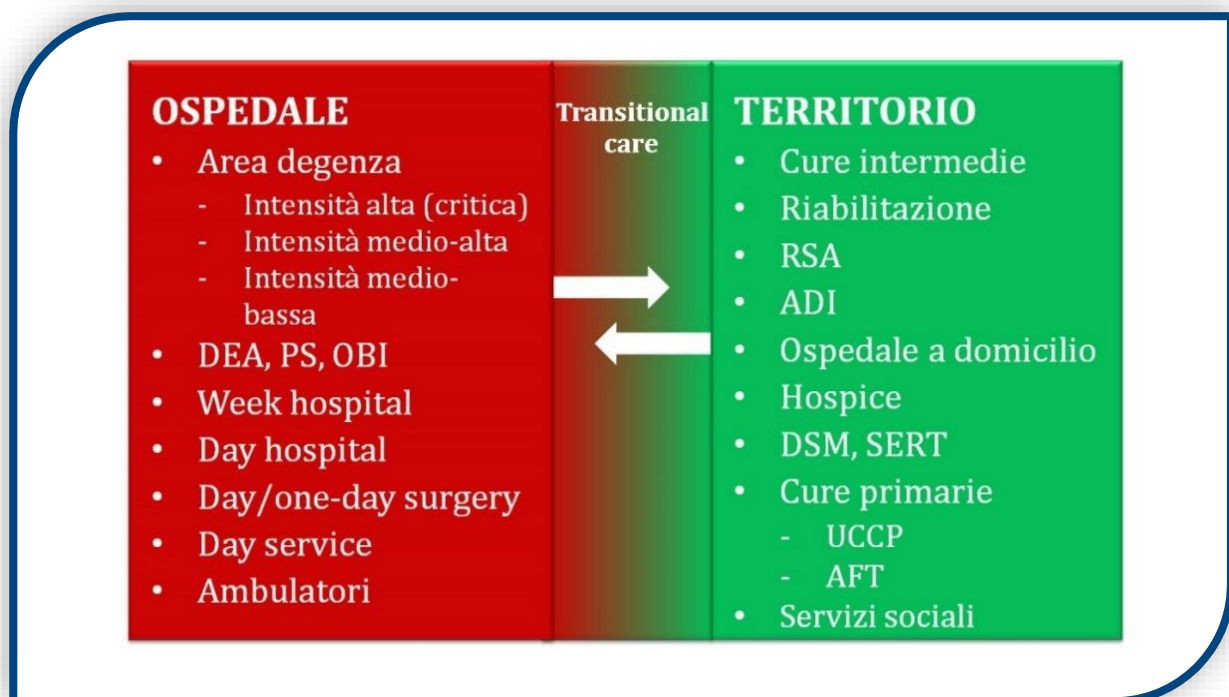 OSPEDALE
• Area degenza
- Intensità alta (critica)
- Intensità medio-alta
- Intensità medio-
bassa
• DEA, PS, OBI
• Week hospital
• Day hospital
• Day/one-day surgery
• Day service
• Ambulatori
Transitional
care
TERRITORIO
• Cure intermedie
• Riabilitazione
• RSA
• ADI
• Ospedale a domicilio
• Hospice
• DSM, SERT
• Cure primarie
- UCCP
- AFT
• Servizi sociali